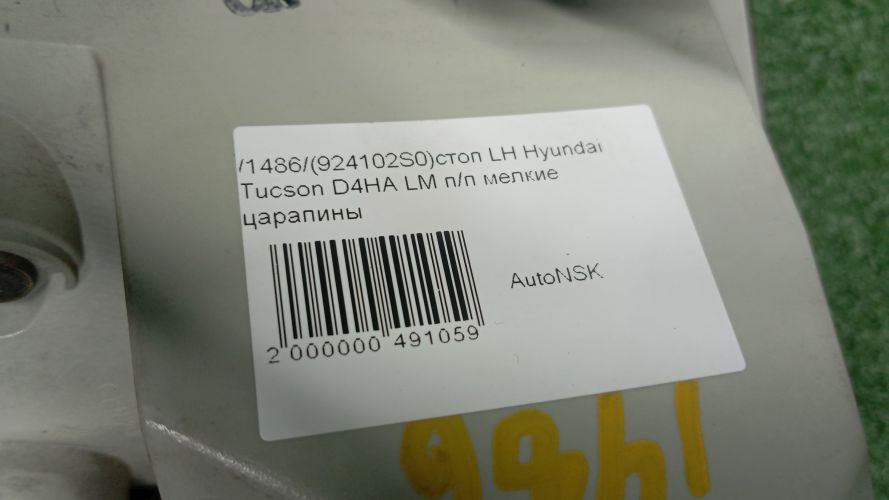 /1486/(924102S0)стоп LH Hyundai
Tucson D4HA LM п/п мелкие
царапины
AutoNSK
2 000000 491059
1486